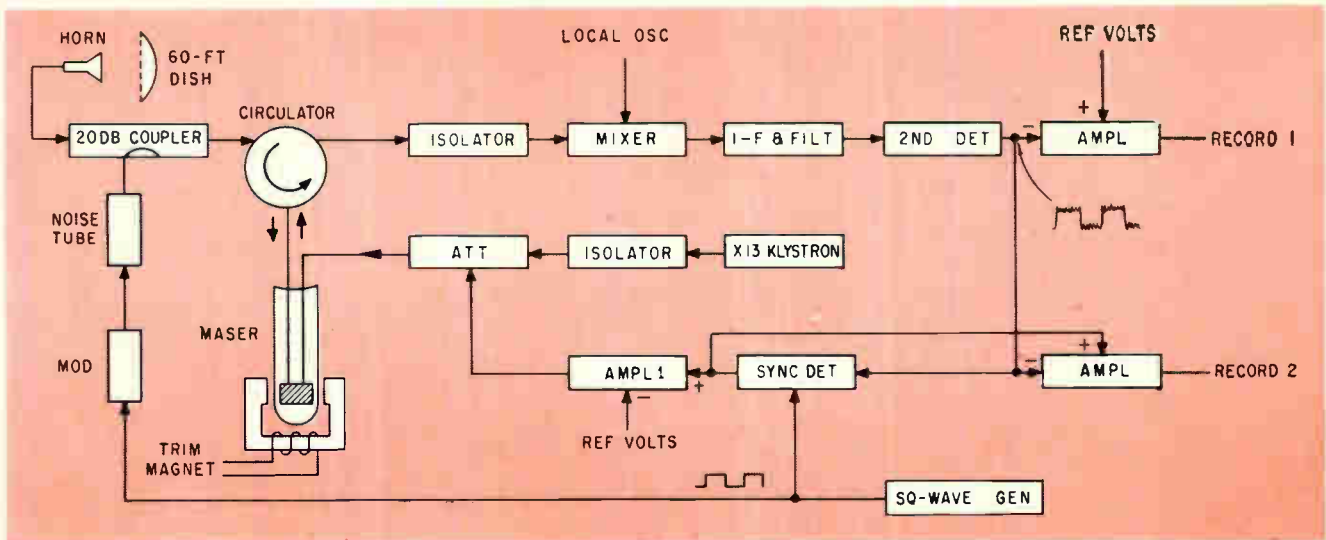 HORN
60-FT
DISH
LOCAL OSC
REF VOLTS
CIRCULATOR
20DB COUPLER
ISOLATOR
MIXER
I-F & FILT
2ND DET
-
+
AMPL
RECORD 1
NOISE
TUBE
ATT
ISOLATOR
X13 KLYSTRON
MASER
MOD
AMPL 1
+
-
SYNC DET
-
+
AMPL
RECORD 2
REF VOLTS
TRIM
MAGNET
SQ-WAVE GEN